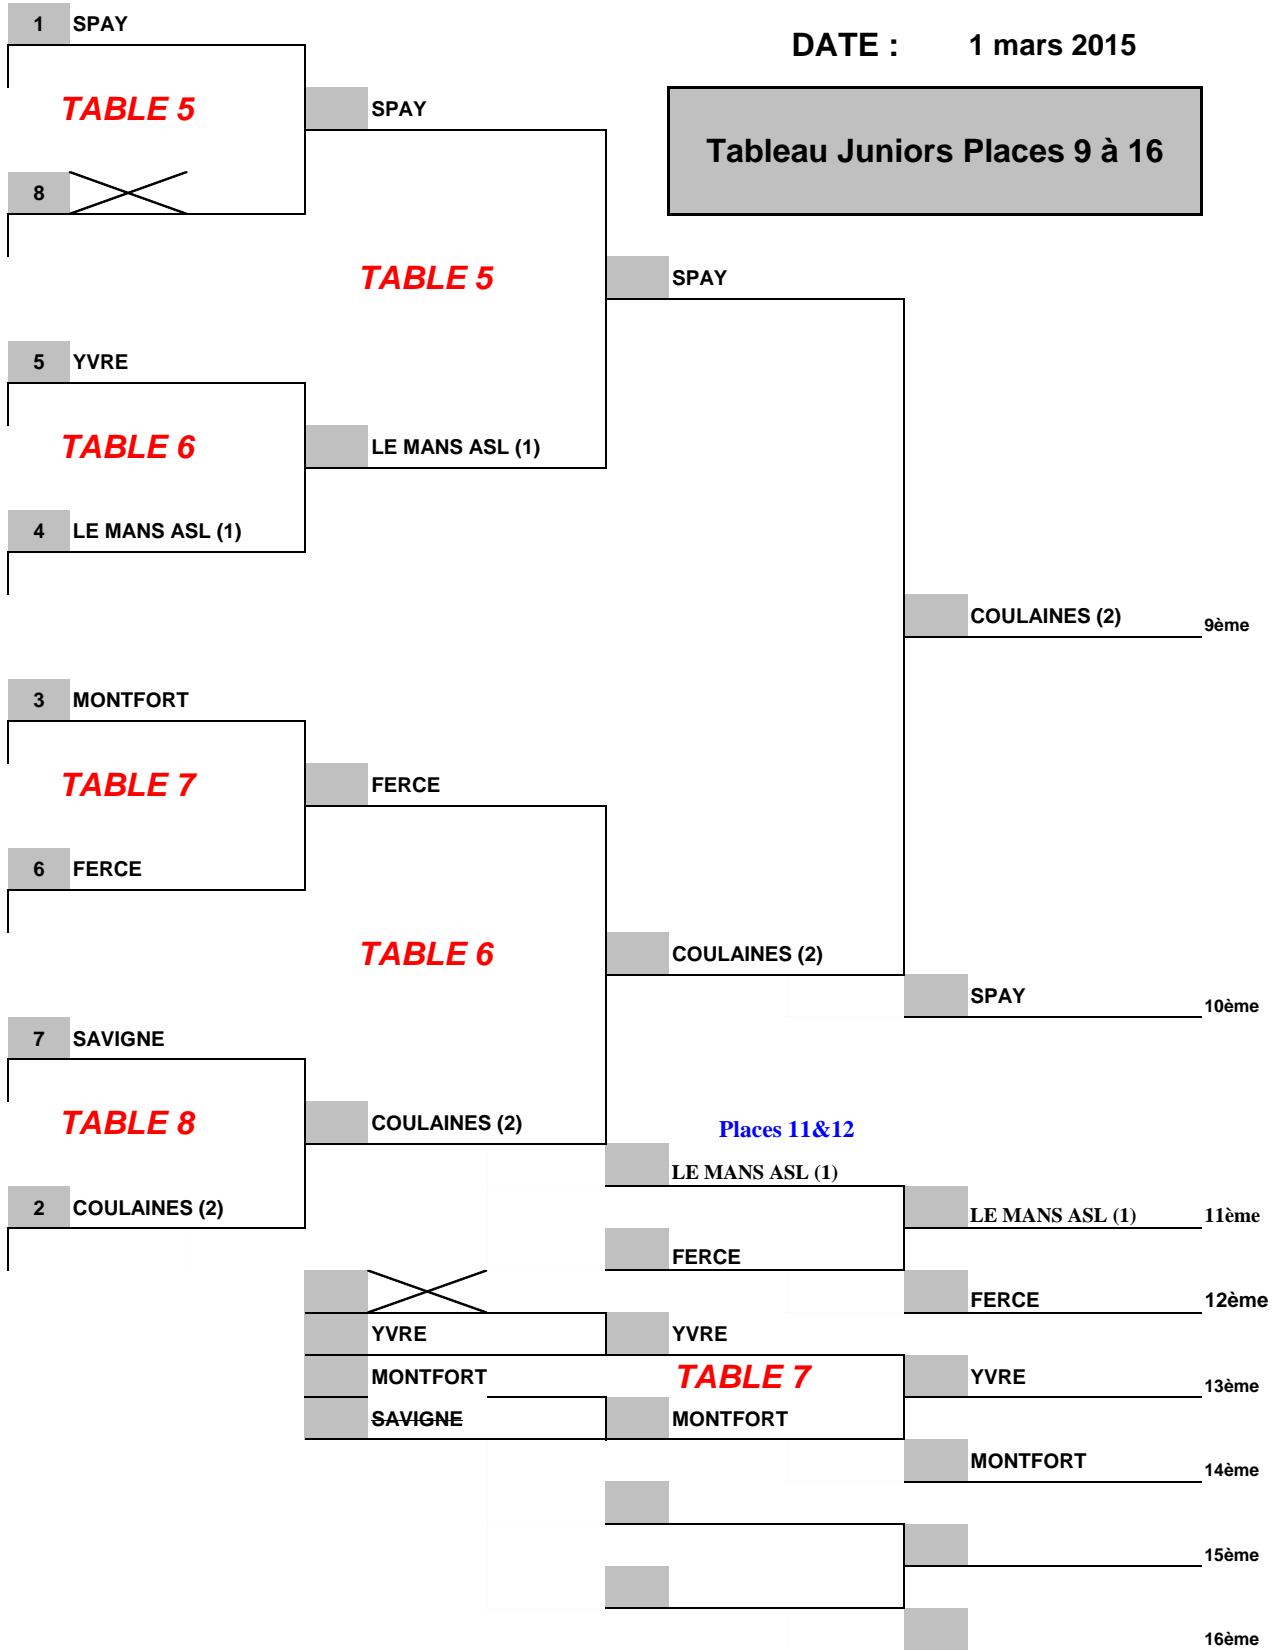 1 SPAY
DATE : 1 mars 2015
TABLE 5
SPAY
Tableau Juniors Places 9 à 16
8
TABLE 5
SPAY
5 YVRE
TABLE 6
LE MANS ASL (1)
4 LE MANS ASL (1)
COULAINES (2) 9ème
3 MONTFORT
TABLE 7
FERCE
6 FERCE
TABLE 6
COULAINES (2)
SPAY 10ème
7 SAVIGNE
TABLE 8
COULAINES (2)
Places 11&12
LE MANS ASL (1)
2 COULAINES (2)
LE MANS ASL (1) 11ème
FERCE
FERCE 12ème
YVRE YVRE
MONTFORT TABLE 7 YVRE 13ème
SAVIGNE MONTFORT
MONTFORT 14ème
15ème
16ème